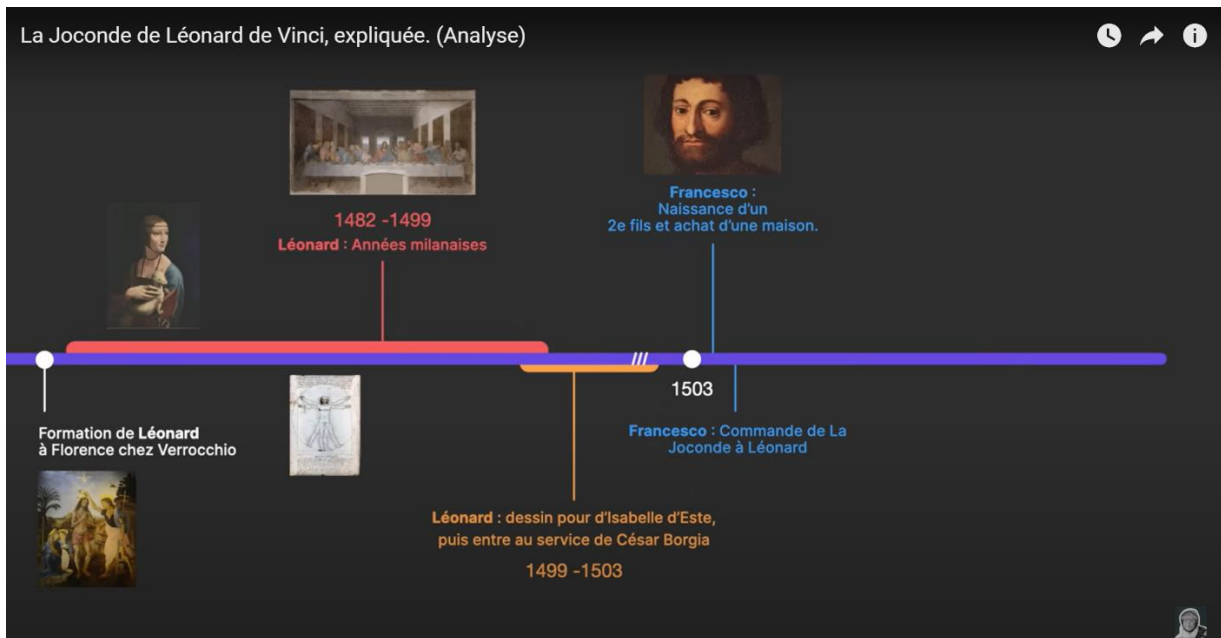 La Joconde de Léonard de Vinci, expliquée. (Analyse)
1482 -1499
Léonard : Années milanaises
Francesco :
Naissance d'un
2e fils et achat d'une maison.
1503
Formation de Léonard
à Florence chez Verrocchio
Francesco : Commande de La
Joconde à Léonard
Léonard : dessin pour d'Isabelle d'Este,
puis entre au service de César Borgia
1499 -1503